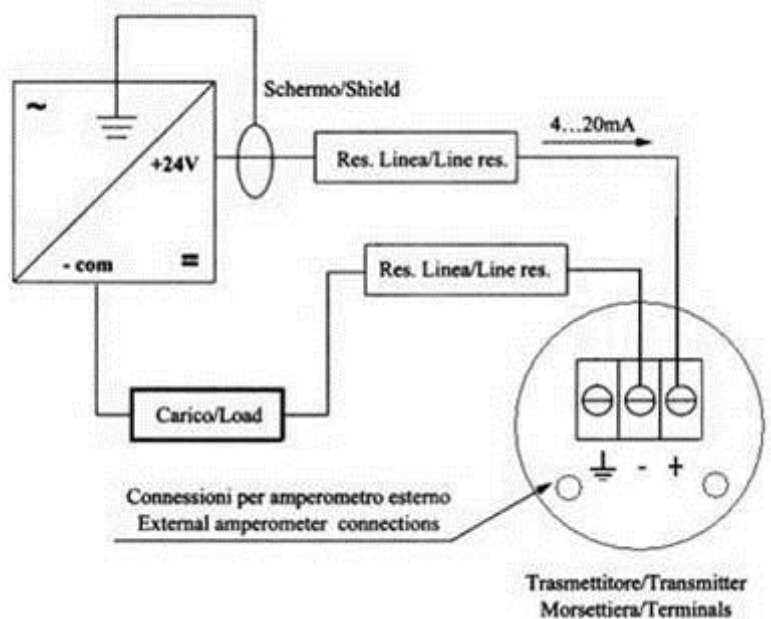 Schermo/Shield
4...20mA
~
+24V
Res. Linea/Line res.
- com
=
Res. Linea/Line res.
Carico/Load
- +
Connessioni per amperometro esterno
External amperometer connections
Trasmettitore/Transmitter
Morsettiera/Terminals